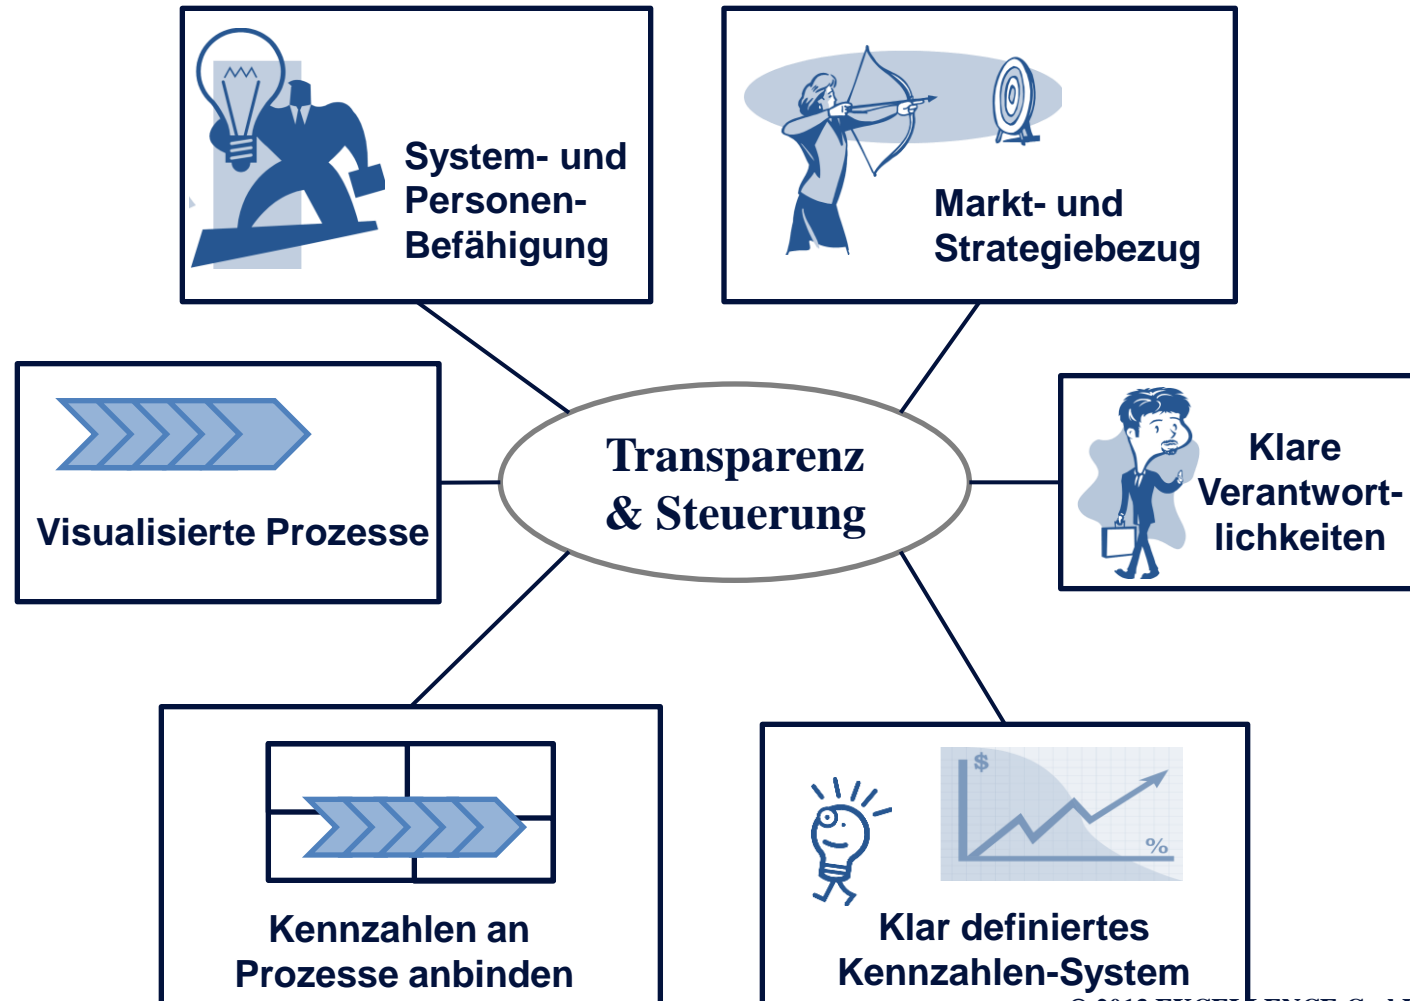 System- und
Personen-
Befähigung
Markt- und
Strategiebezug
Visualisierte Prozesse
Transparenz
& Steuerung
Klare
Verantwort-
lichkeiten
Kennzahlen an
Prozesse anbinden
$
%
Klar definiertes
Kennzahlen-System